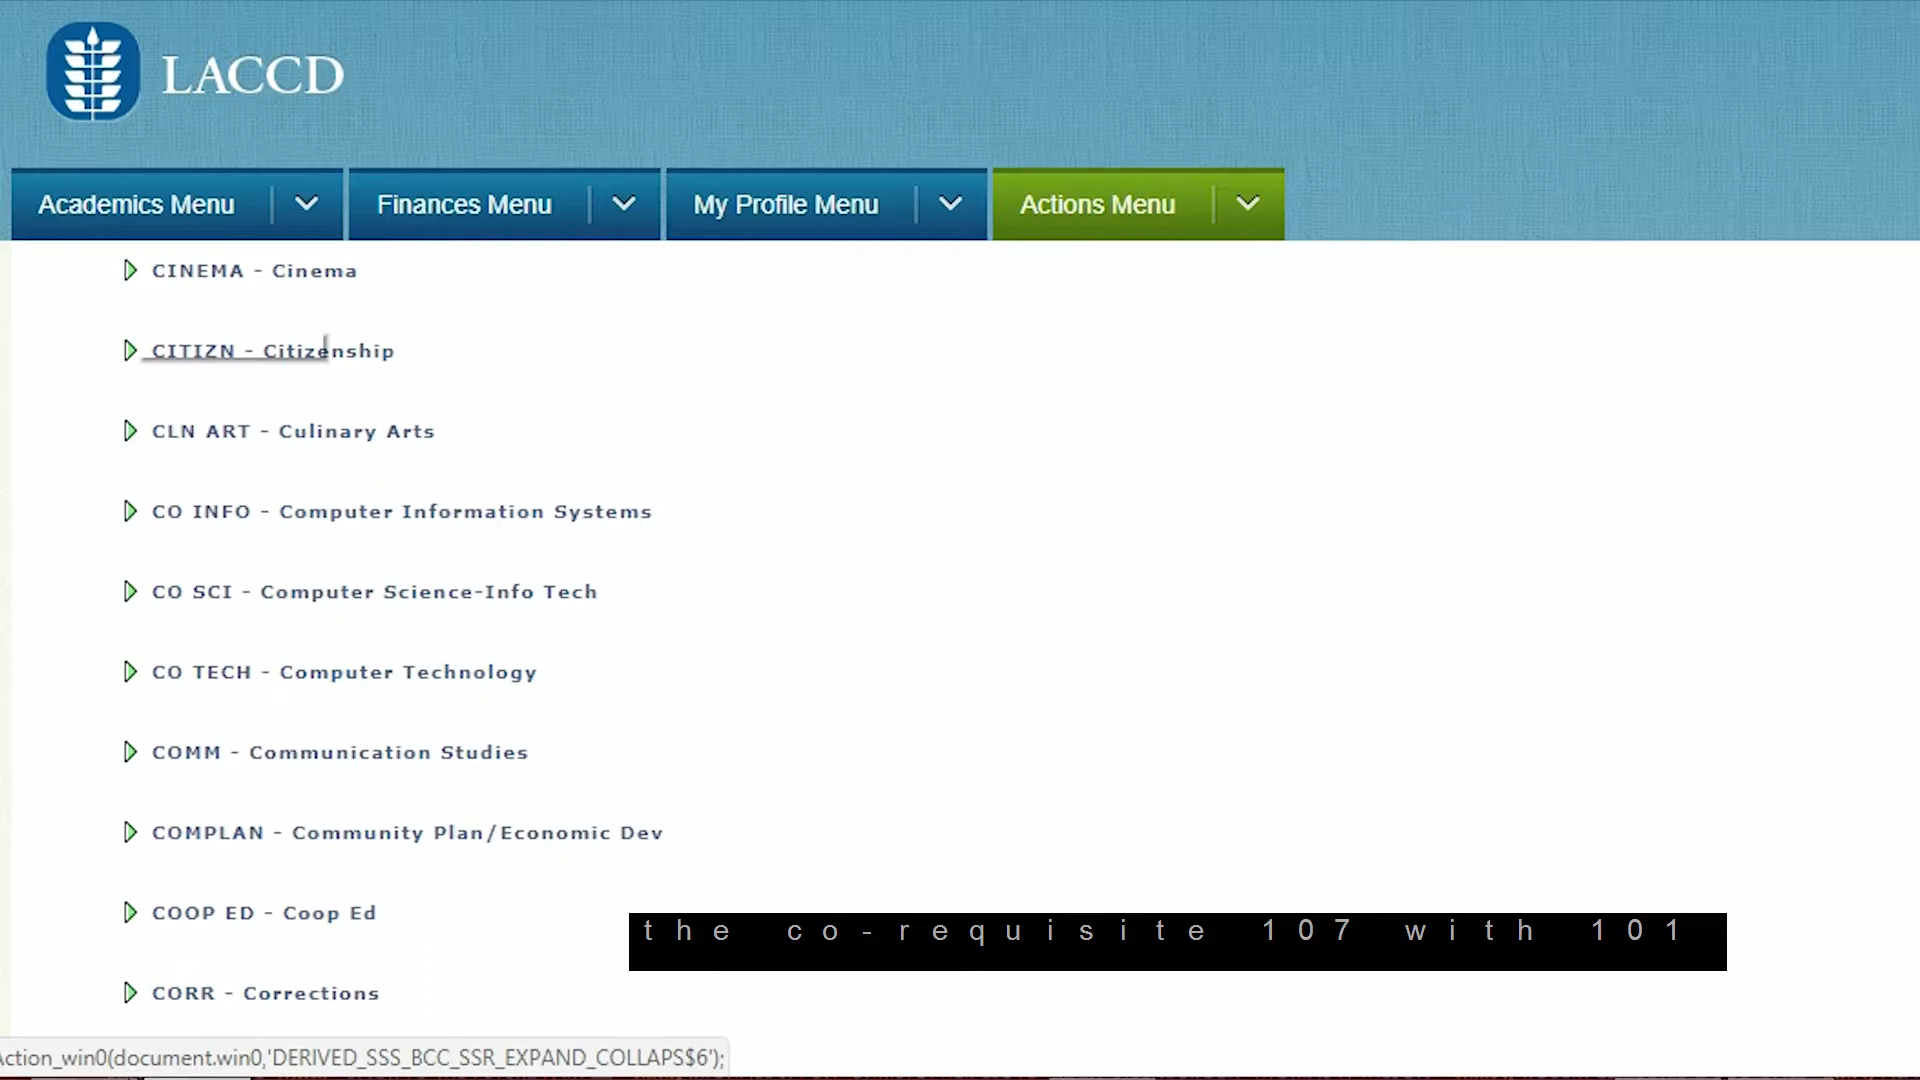 LACCD
Academics Menu Finances Menu My Profile Menu Actions Menu
CINEMA - Cinema
CITIZN - Citizenship
CLN ART - Culinary Arts
CO INFO - Computer Information Systems
CO SCI - Computer Science-Info Tech
CO TECH - Computer Technology
COMM - Communication Studies
COMPLAN - Community Plan/Economic Dev
COOP ED - Coop Ed
the co-requisite 107 with 101
CORR - Corrections
Action_win0(document.win0,'DERIVED_SSS_BCC_SSR_EXPAND_COLLAPS$6');